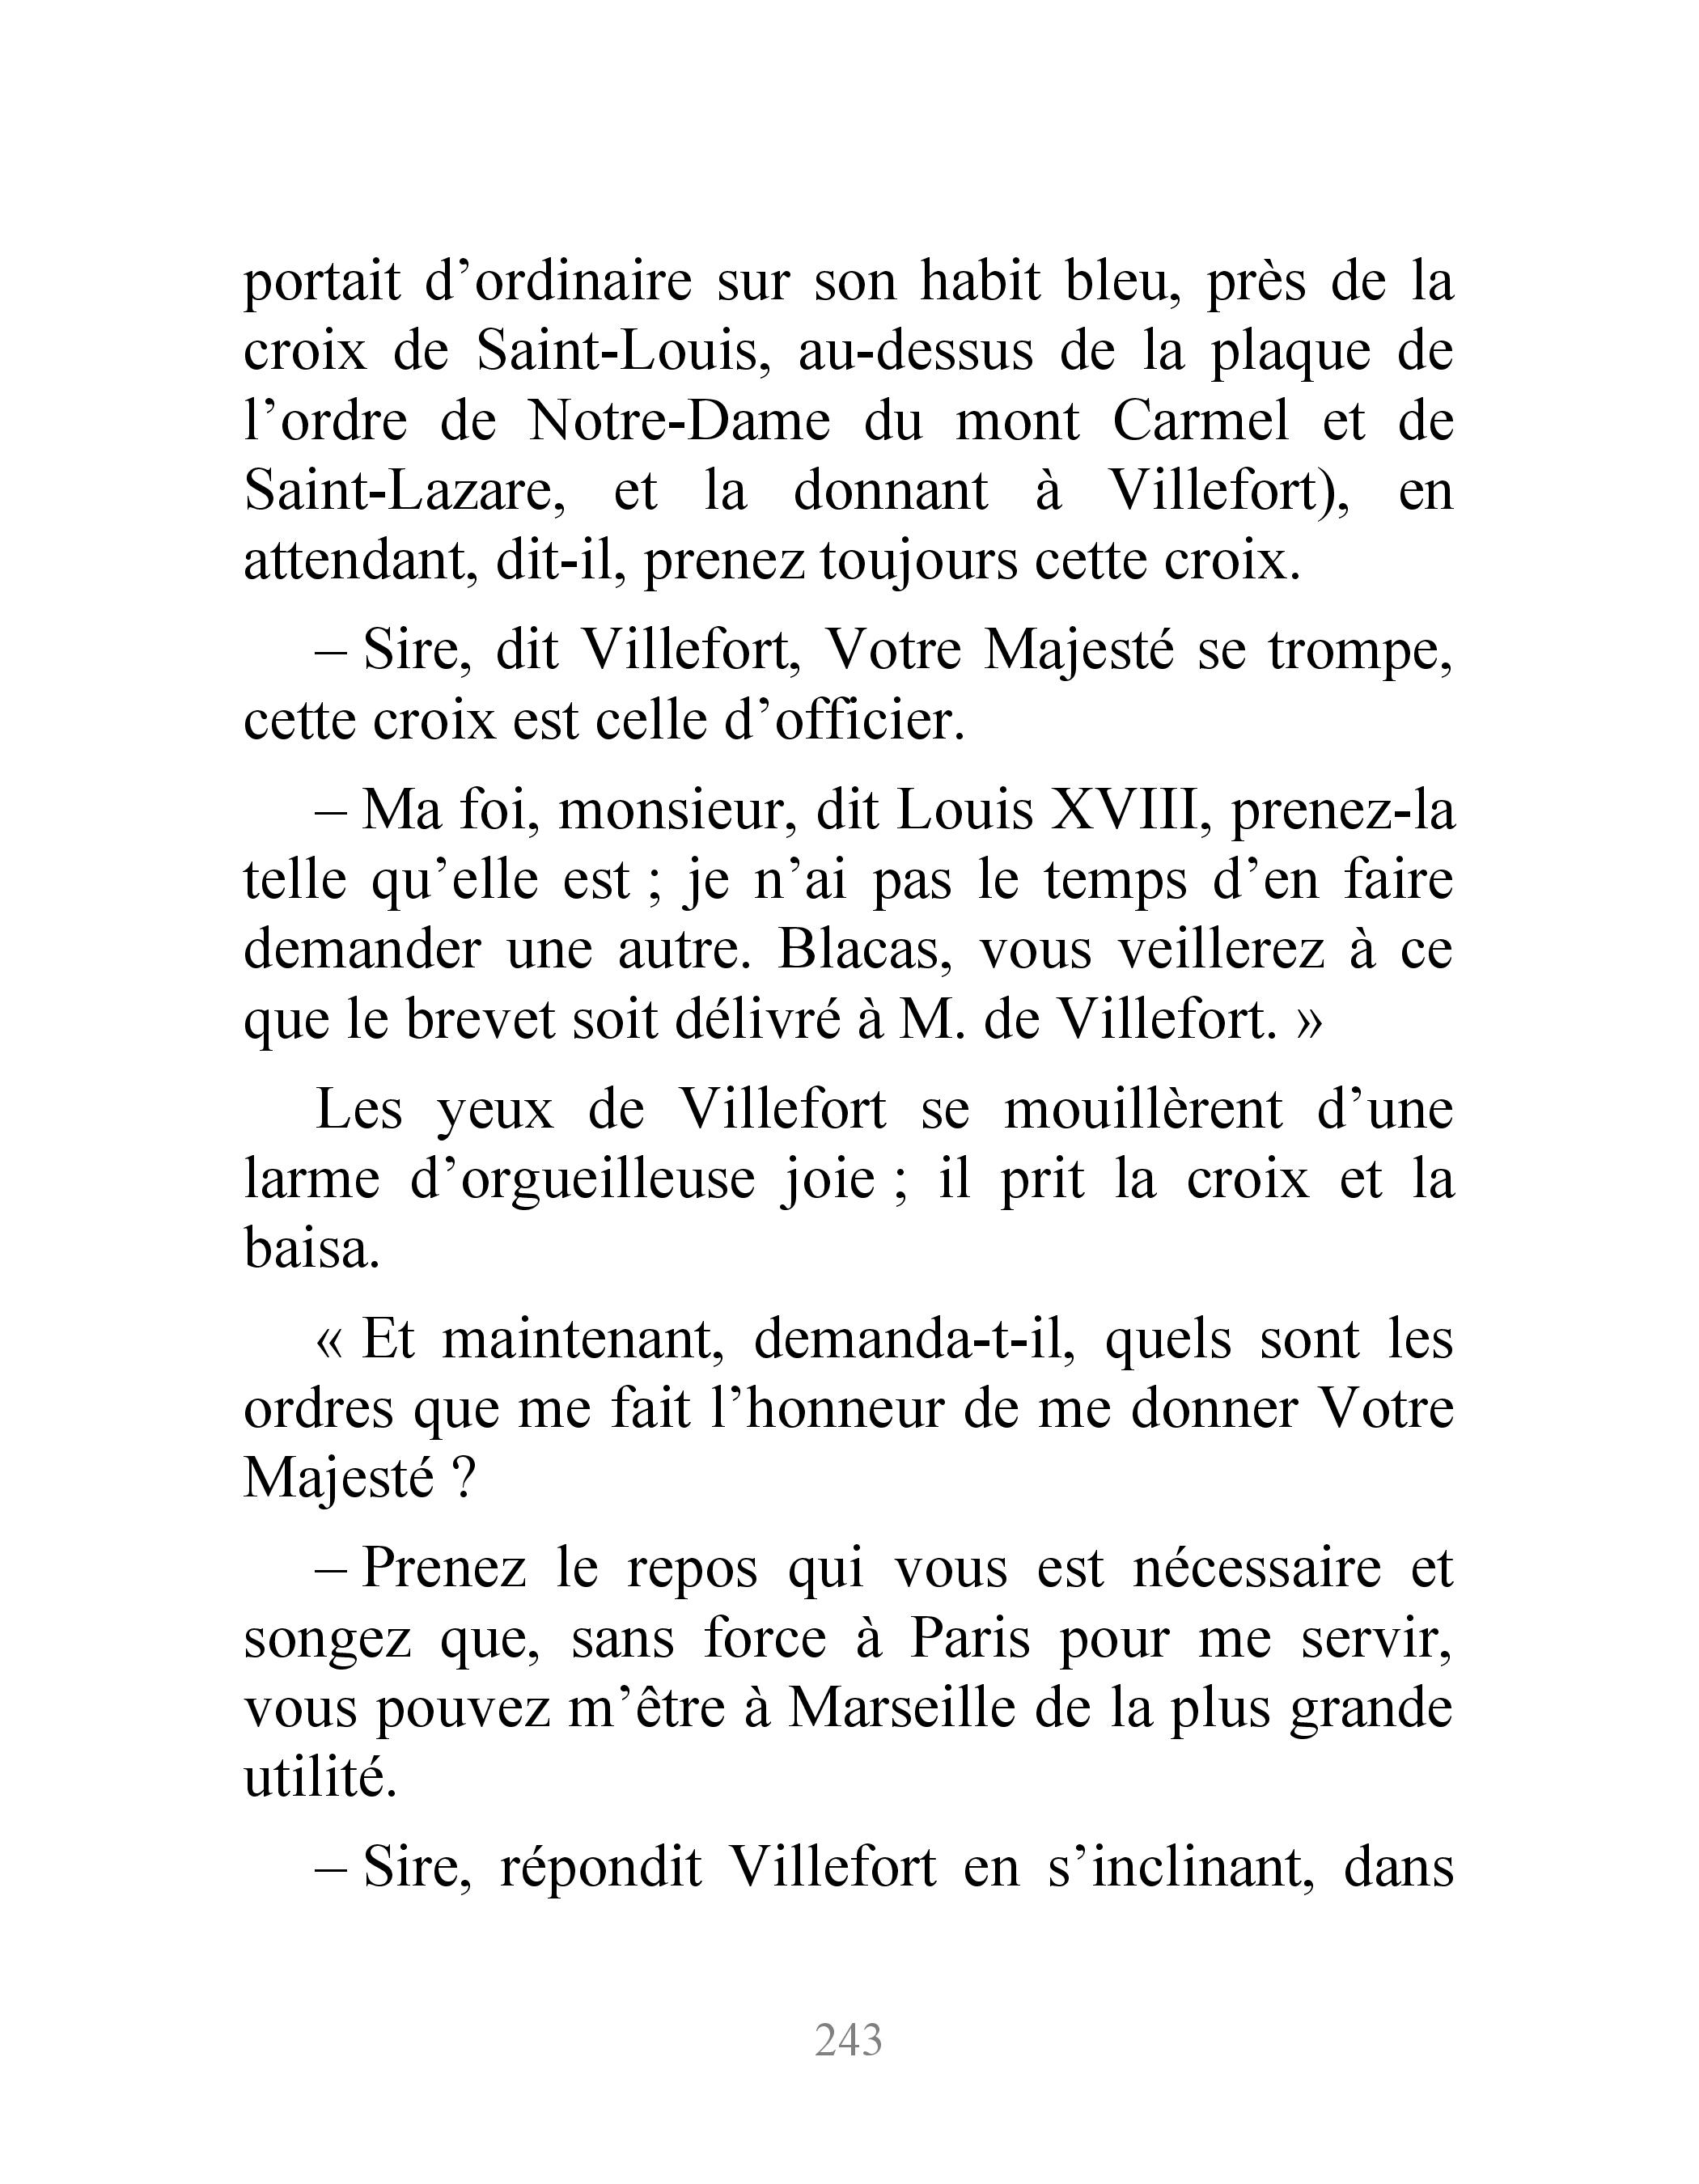 portait d’ordinaire sur son habit bleu, près de la
croix de Saint-Louis, au-dessus de la plaque de
l’ordre de Notre-Dame du mont Carmel et de
Saint-Lazare, et la donnant à Villefort), en
attendant, dit-il, prenez toujours cette croix.
– Sire, dit Villefort, Votre Majesté se trompe,
cette croix est celle d’officier.
– Ma foi, monsieur, dit Louis XVIII, prenez-la
telle qu’elle est ; je n’ai pas le temps d’en faire
demander une autre. Blacas, vous veillerez à ce
que le brevet soit délivré à M. de Villefort. »
Les yeux de Villefort se mouillèrent d’une
larme d’orgueilleuse joie ; il prit la croix et la
baisa.
« Et maintenant, demanda-t-il, quels sont les
ordres que me fait l’honneur de me donner Votre
Majesté ?
– Prenez le repos qui vous est nécessaire et
songez que, sans force à Paris pour me servir,
vous pouvez m’être à Marseille de la plus grande
utilité.
– Sire, répondit Villefort en s’inclinant, dans
243